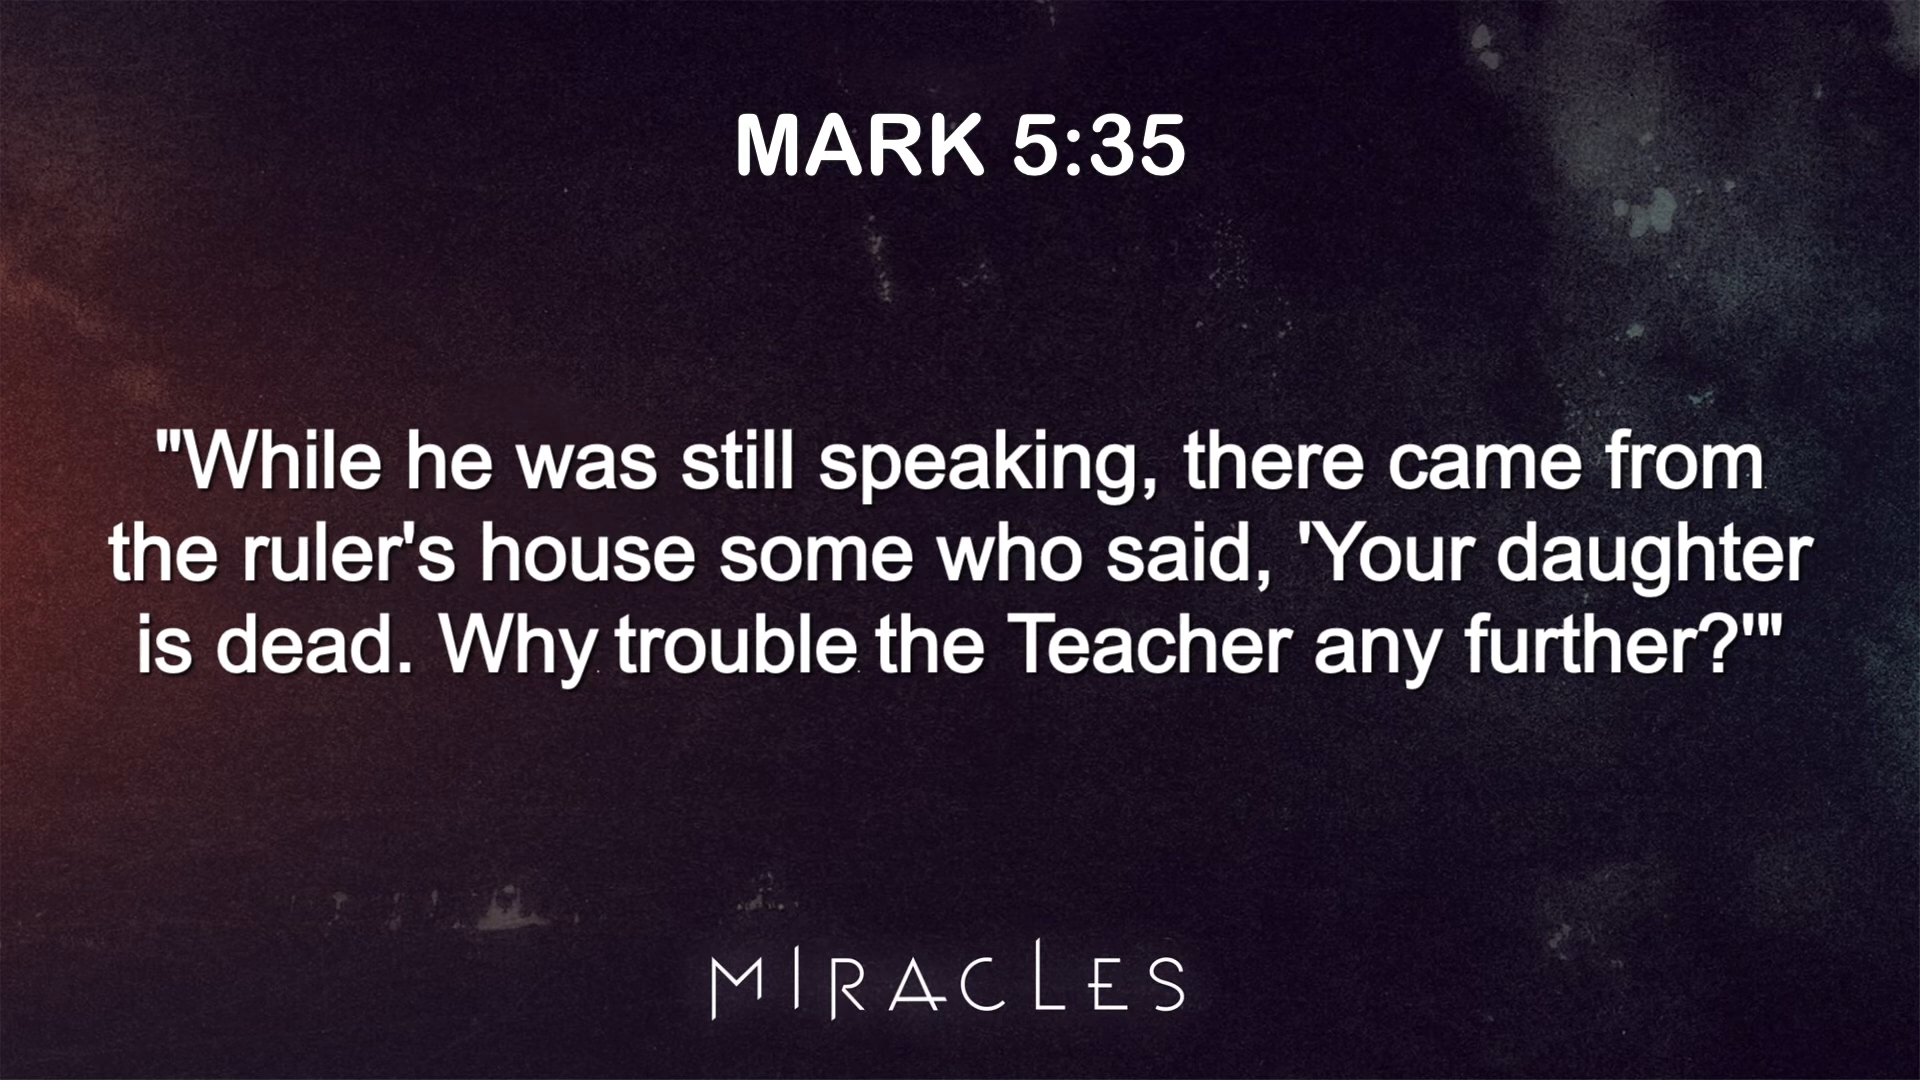 MARK 5:35
"While he was still speaking, there came from
the ruler's house some who said, 'Your daughter
is dead. Why trouble the Teacher any further?'"
MIRACLES